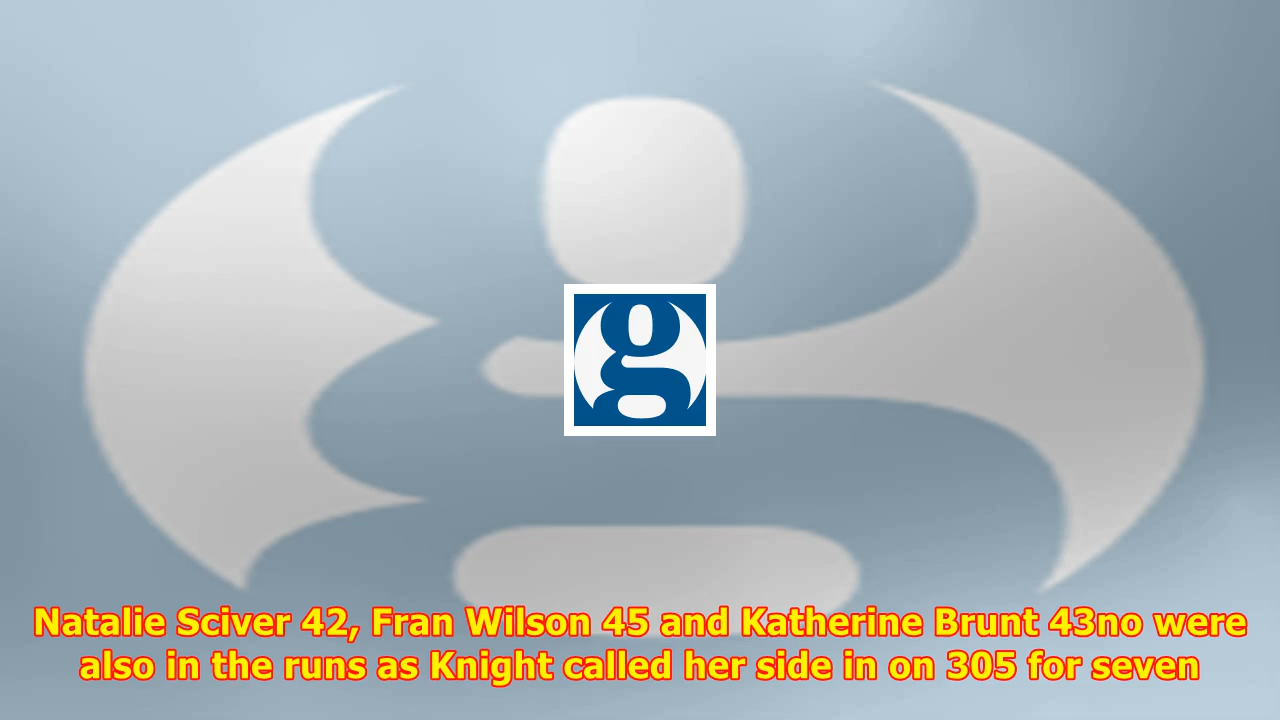 g
Natalie Sciver 42, Fran Wilson 45 and Katherine Brunt 43no were
also in the runs as Knight called her side in on 305 for seven